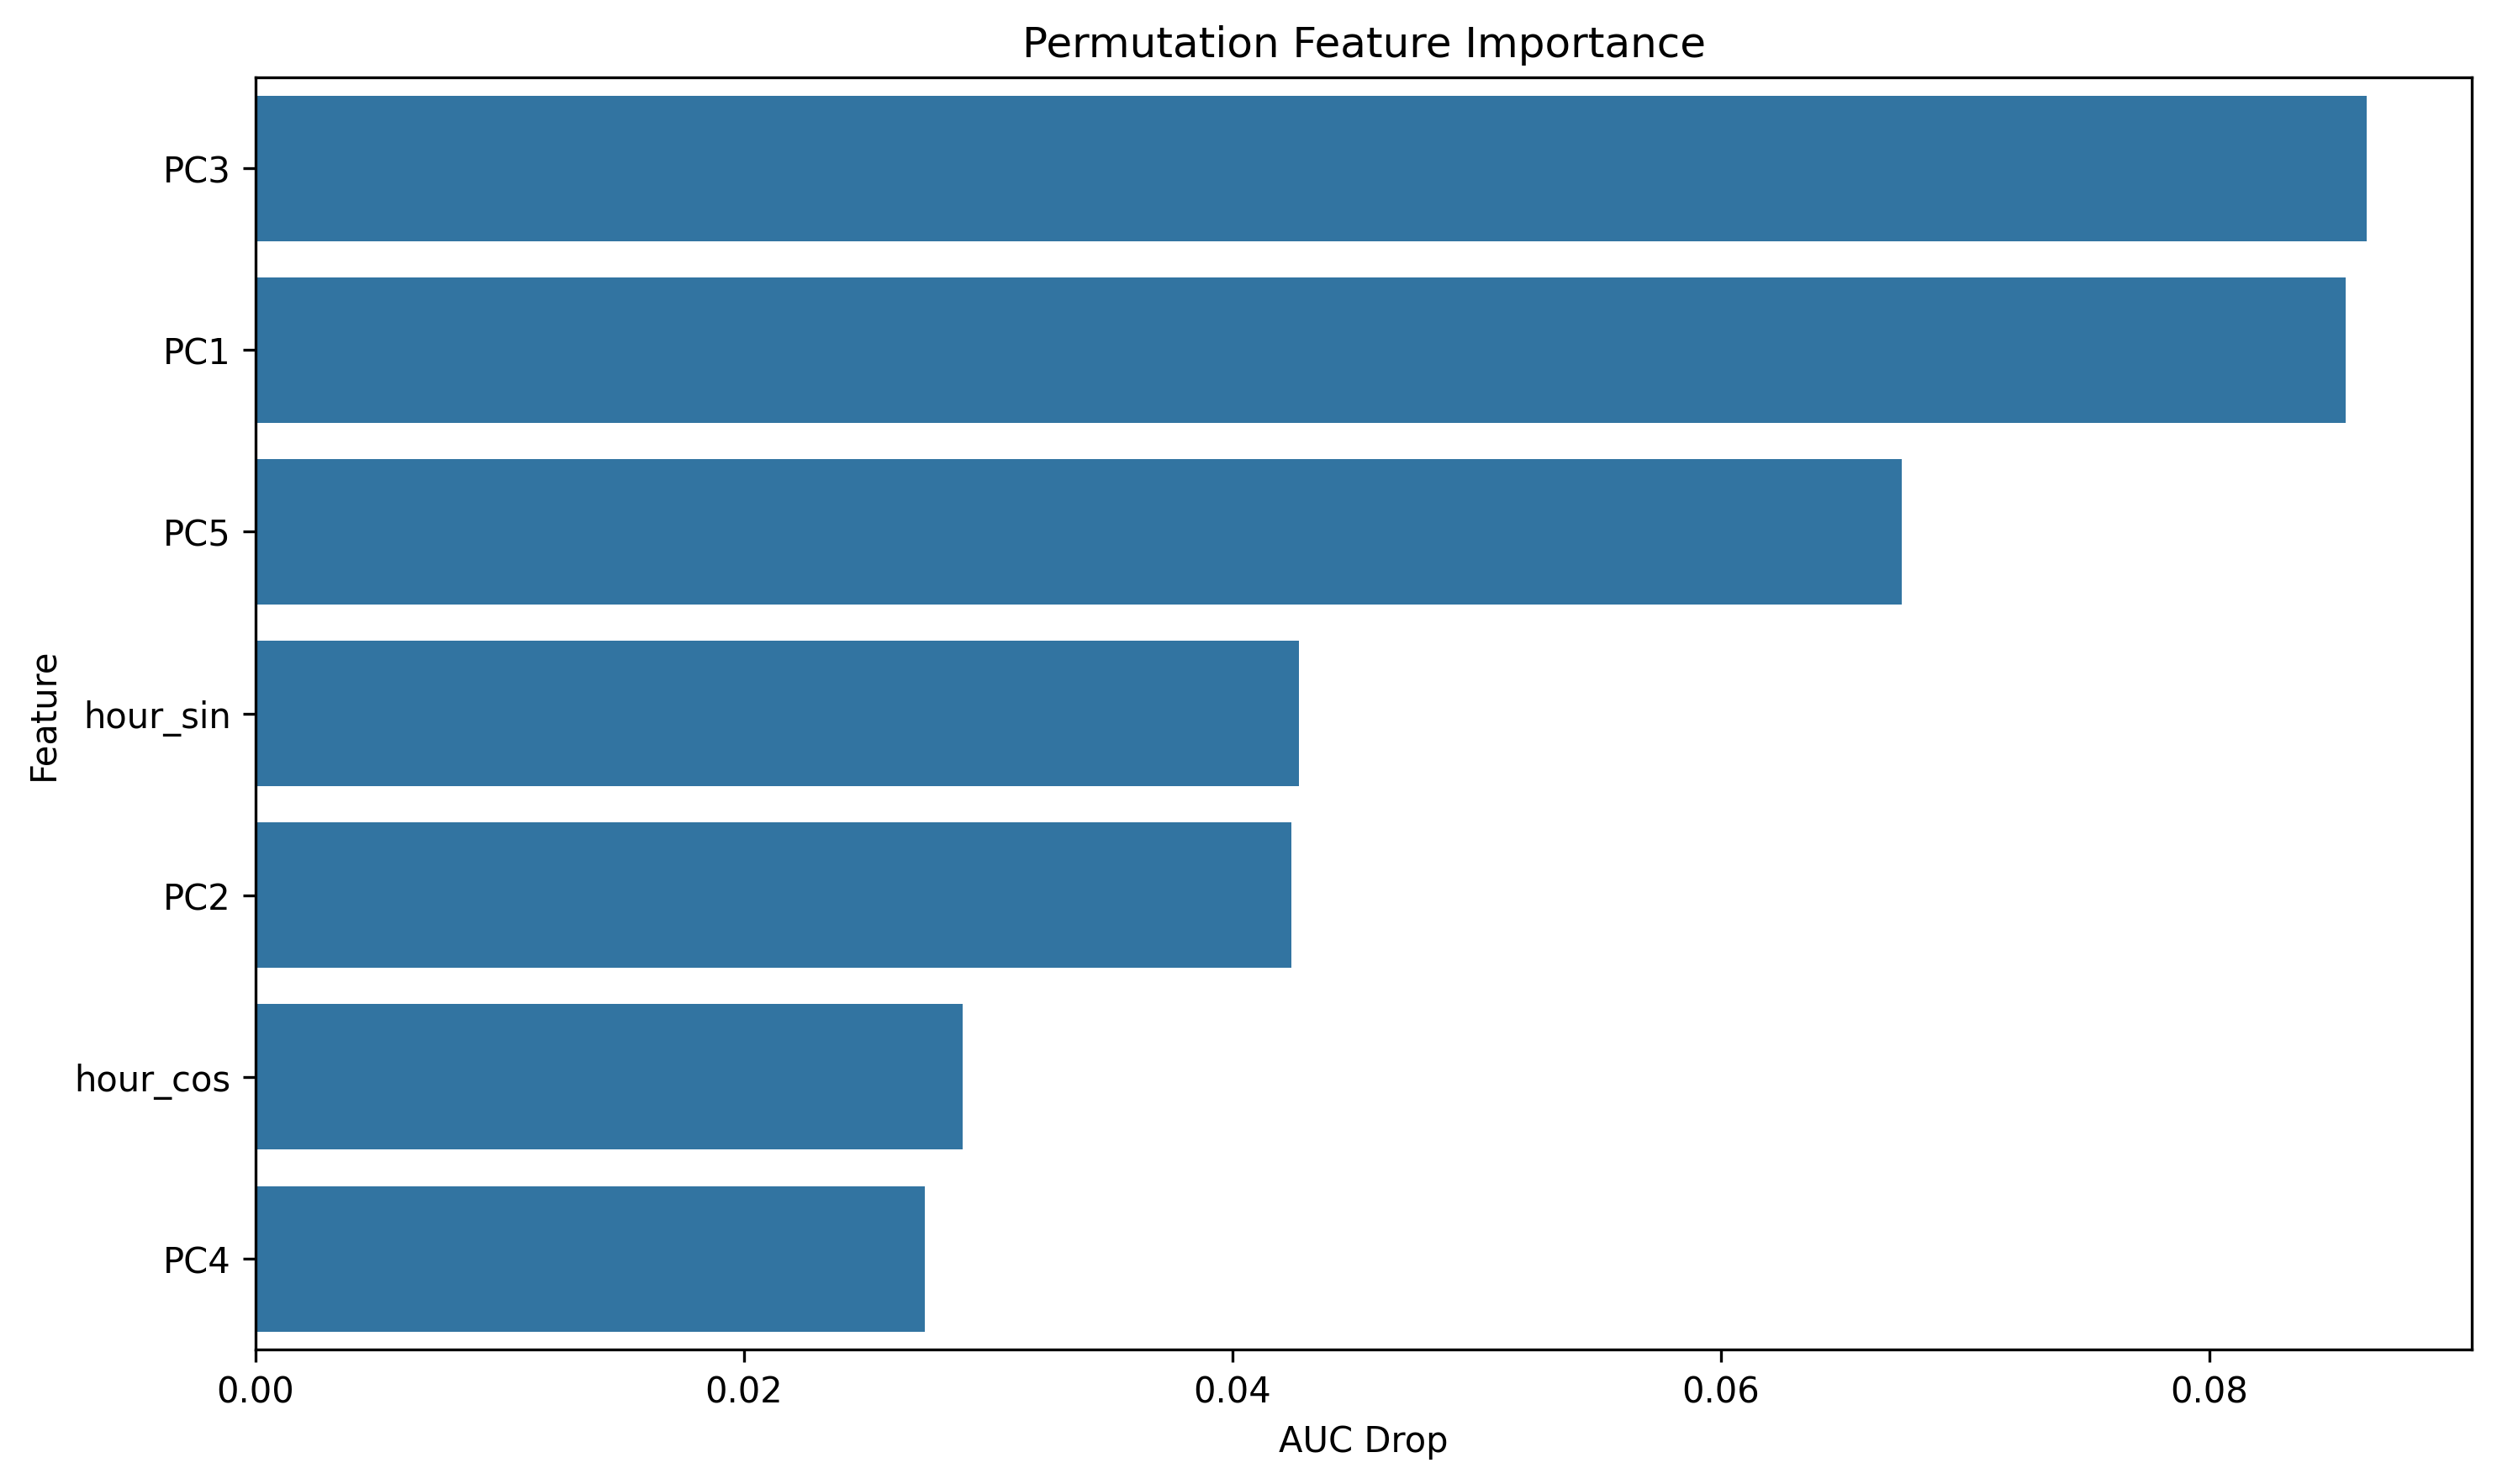 Permutation Feature Importance
Feature
PC3
PC1
PC5
hour_sin
PC2
hour_cos
PC4
0.00 0.02 0.04 0.06 0.08
AUC Drop